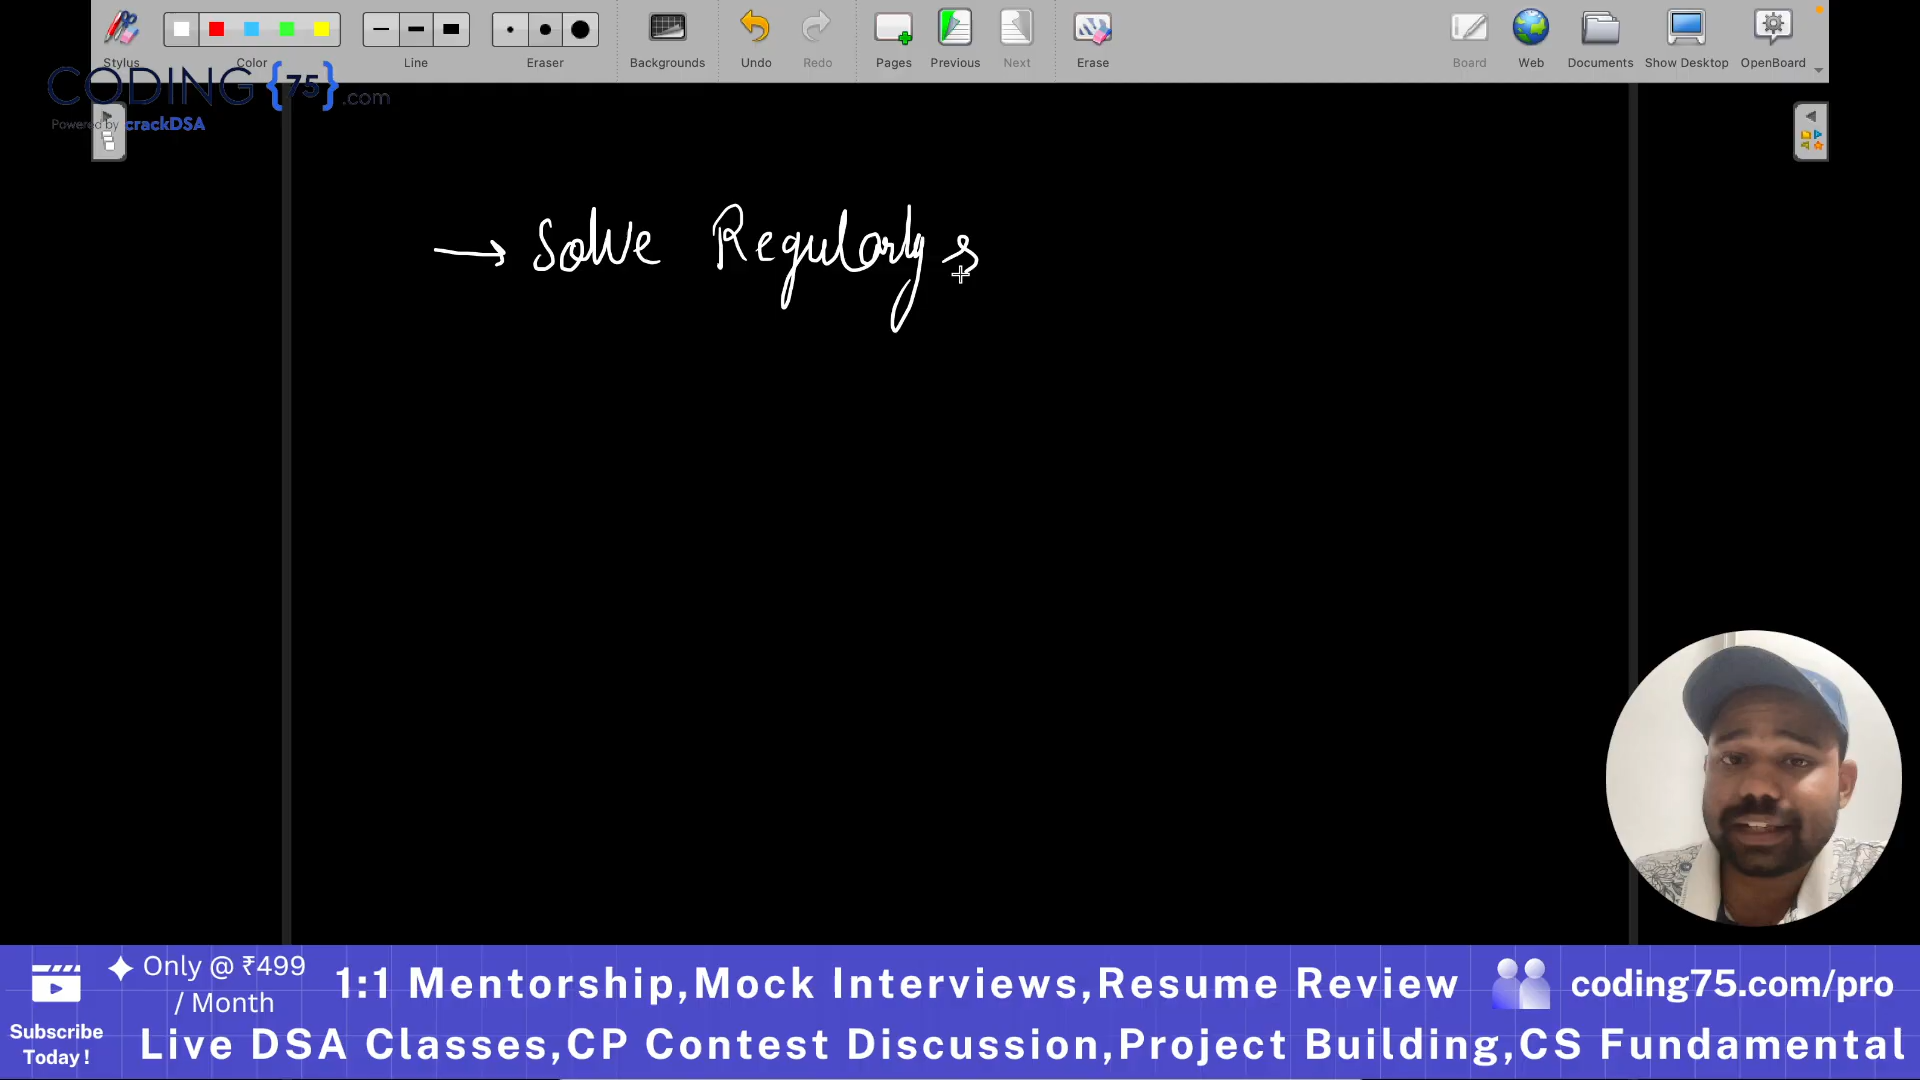 Stylus Color Line Eraser Backgrounds Undo Redo Pages Previous Next Erase Board Web Documents Show Desktop OpenBoard
CODING {75} .com
Powered by crackDSA
→ Solve Regularly s
Only @ ₹499 / Month
1:1 Mentorship,Mock Interviews,Resume Review
coding75.com/pro
Subscribe Today !
Live DSA Classes,CP Contest Discussion,Project Building,CS Fundamental